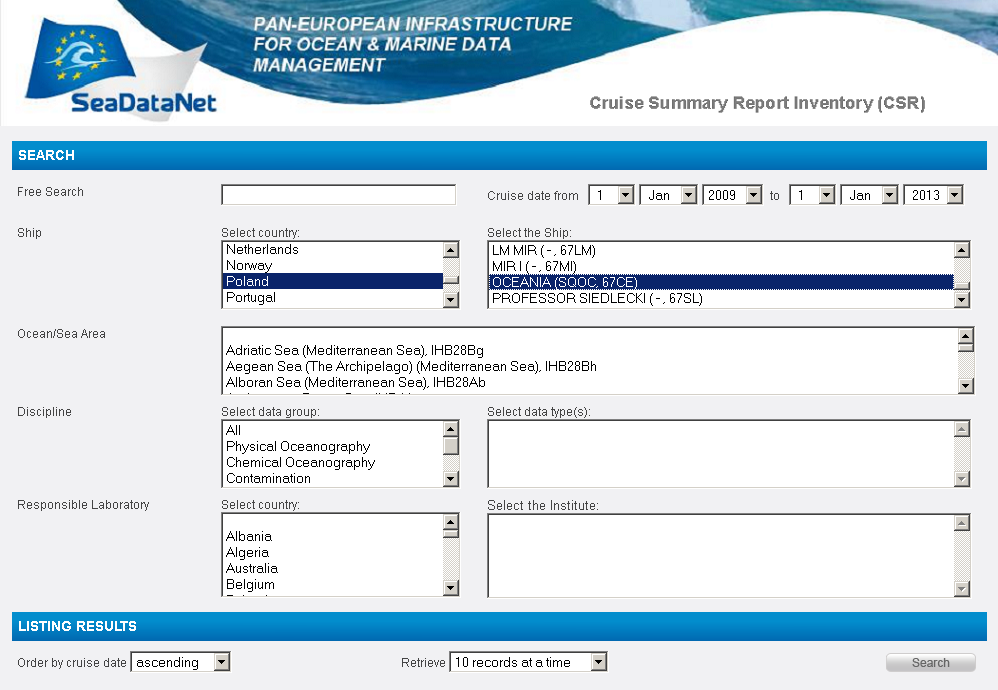 PAN-EUROPEAN INFRASTRUCTURE
FOR OCEAN & MARINE DATA
MANAGEMENT
SeaDataNet
Cruise Summary Report Inventory (CSR)
SEARCH
Free Search
Cruise date from 1 Jan 2009 to 1 Jan 2013
Ship
Select country:
Netherlands
Norway
Poland
Portugal
Select the Ship:
LM MIR ( - , 67LM)
MIR I ( - , 67MI)
OCEANIA (SQOC, 67CE)
PROFESSOR SIEDLECKI ( - , 67SL)
Ocean/Sea Area
Adriatic Sea (Mediterranean Sea), IHB28Bg
Aegean Sea (The Archipelago) (Mediterranean Sea), IHB28Bh
Alboran Sea (Mediterranean Sea), IHB28Ab
Discipline
Select data group:
All
Physical Oceanography
Chemical Oceanography
Contamination
Select data type(s):
Responsible Laboratory
Select country:
Albania
Algeria
Australia
Belgium
Select the Institute:
LISTING RESULTS
Order by cruise date ascending
Retrieve 10 records at a time
Search